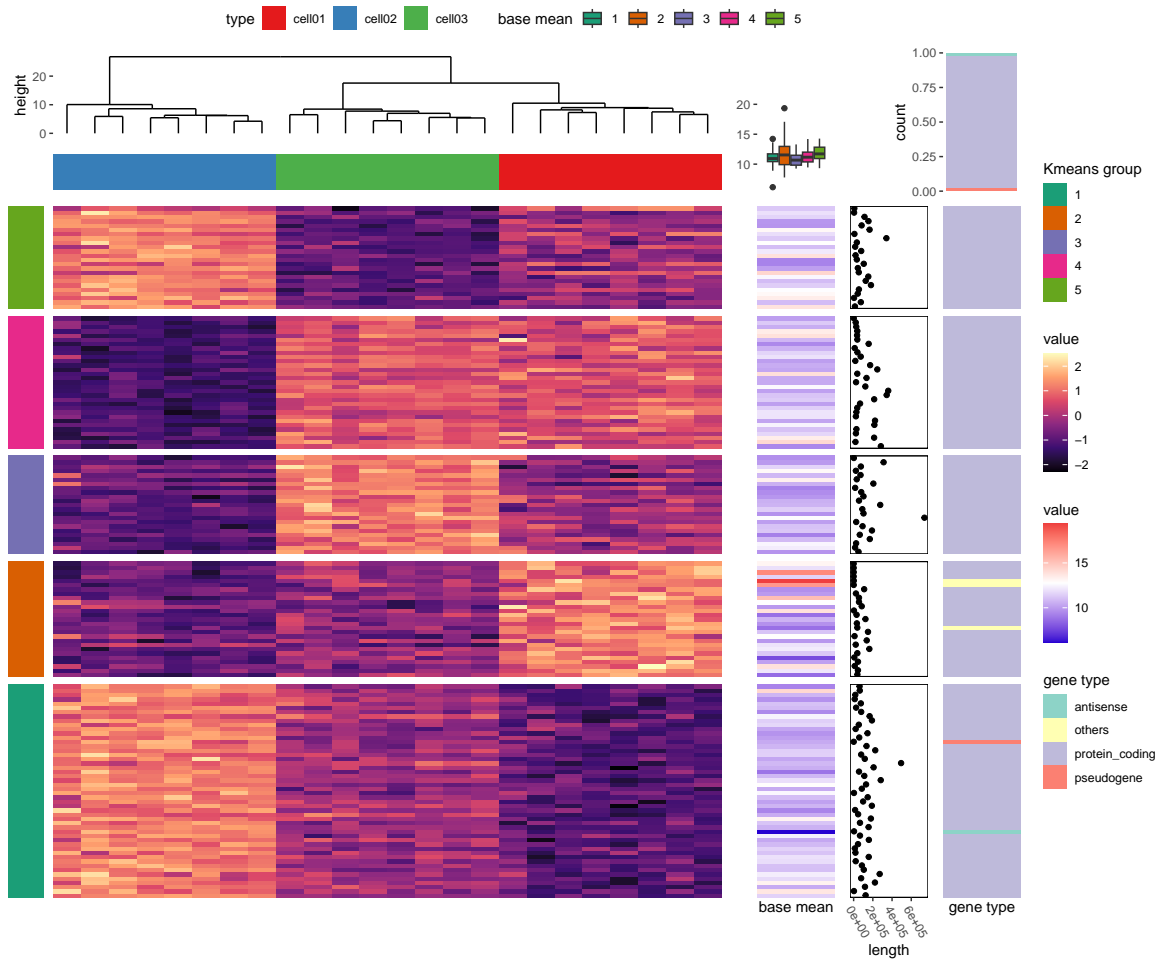 type cell01 cell02 cell03 base mean 1 2 3 4 5
height
20
10
0
20
15
10
count
1.00
0.75
0.50
0.25
0.00
Kmeans group
1
2
3
4
5
value
2
1
0
−1
−2
value
15
10
gene type
antisense
others
protein_coding
pseudogene
base mean
0e+00
2e+05
4e+05
6e+05
length
gene type